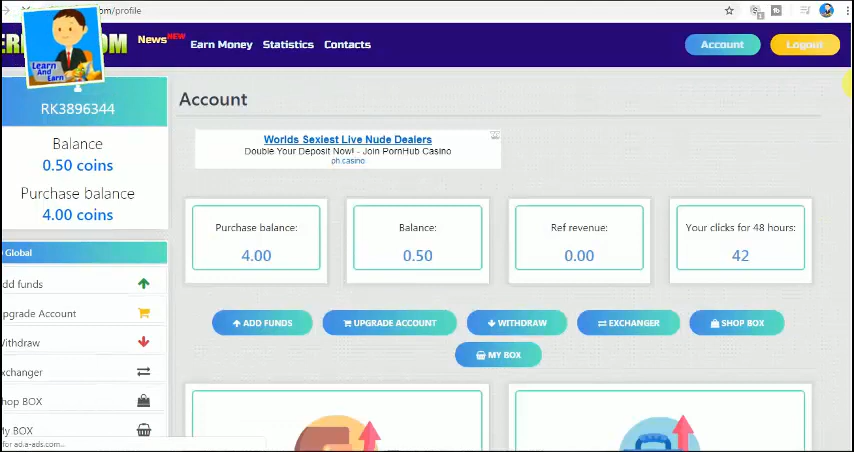 com/profile
Learn
And
Earn
OM
News NEW
Earn Money
Statistics
Contacts
Account
Logout
RK3896344
Balance
0.50 coins
Purchase balance
4.00 coins
Global
dd funds
pgrade Account
ithdraw
xchanger
hop BOX
My BOX
for ad.a-ads.com...
Account
Worlds Sexiest Live Nude Dealers
Double Your Deposit Now! - Join PornHub Casino
ph.casino
Purchase balance:
4.00
Balance:
0.50
Ref revenue:
0.00
Your clicks for 48 hours:
42
ADD FUNDS
UPGRADE ACCOUNT
WITHDRAW
EXCHANGER
SHOP BOX
MY BOX